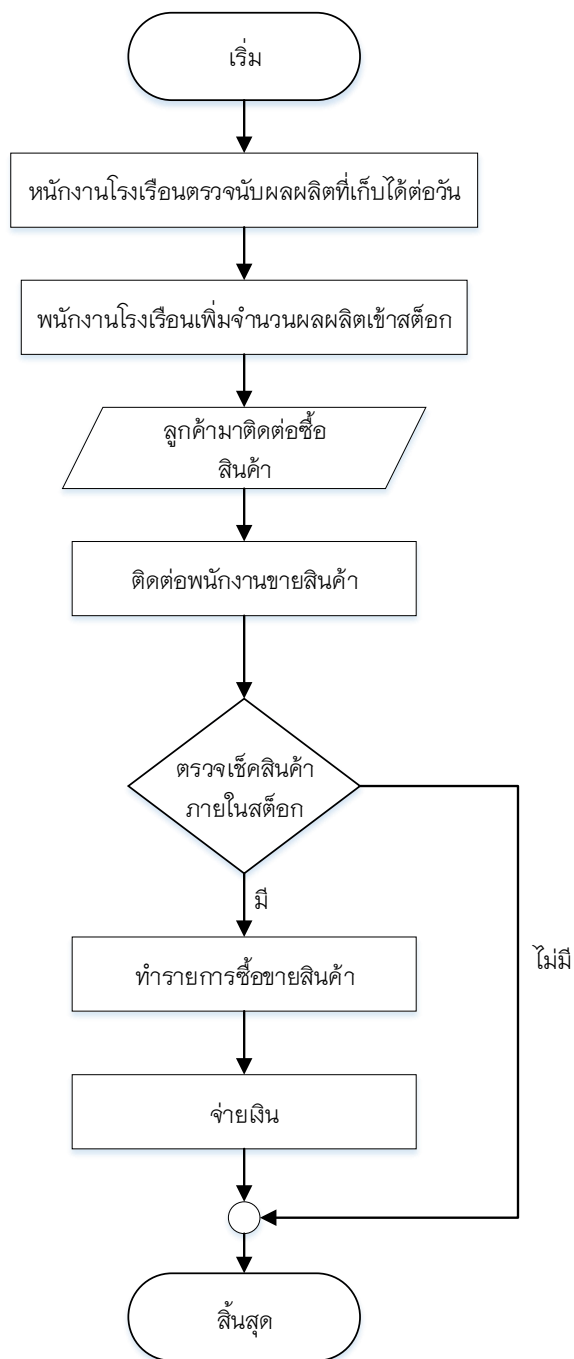 เริ่ม
หนักงานโรงเรือนตรวจนับผลผลิตที่เก็บได้ต่อวัน
พนักงานโรงเรือนเพิ่มจำนวนผลผลิตเข้าสต็อก
ลูกค้ามาติดต่อซื้อ
สินค้า
ติดต่อพนักงานขายสินค้า
ตรวจเช็คสินค้า
ภายในสต็อก
มี
ไม่มี
ทำรายการซื้อขายสินค้า
จ่ายเงิน
สิ้นสุด